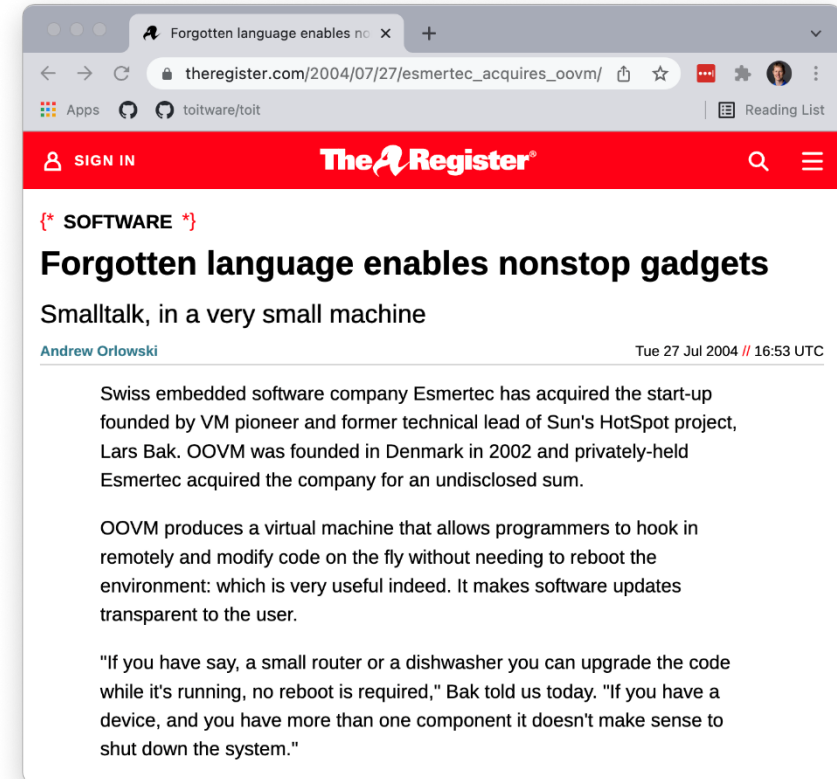 Forgotten language enables no
theregister.com/2004/07/27/esmertec_acquires_oovm/
Apps
toitware/toit
Reading List
SIGN IN
The Register®
{* SOFTWARE *}
Forgotten language enables nonstop gadgets
Smalltalk, in a very small machine
Andrew Orlowski
Tue 27 Jul 2004 // 16:53 UTC
Swiss embedded software company Esmertec has acquired the start-up
founded by VM pioneer and former technical lead of Sun's HotSpot project,
Lars Bak. OOVM was founded in Denmark in 2002 and privately-held
Esmertec acquired the company for an undisclosed sum.
OOVM produces a virtual machine that allows programmers to hook in
remotely and modify code on the fly without needing to reboot the
environment: which is very useful indeed. It makes software updates
transparent to the user.
"If you have say, a small router or a dishwasher you can upgrade the code
while it's running, no reboot is required," Bak told us today. "If you have a
device, and you have more than one component it doesn't make sense to
shut down the system."